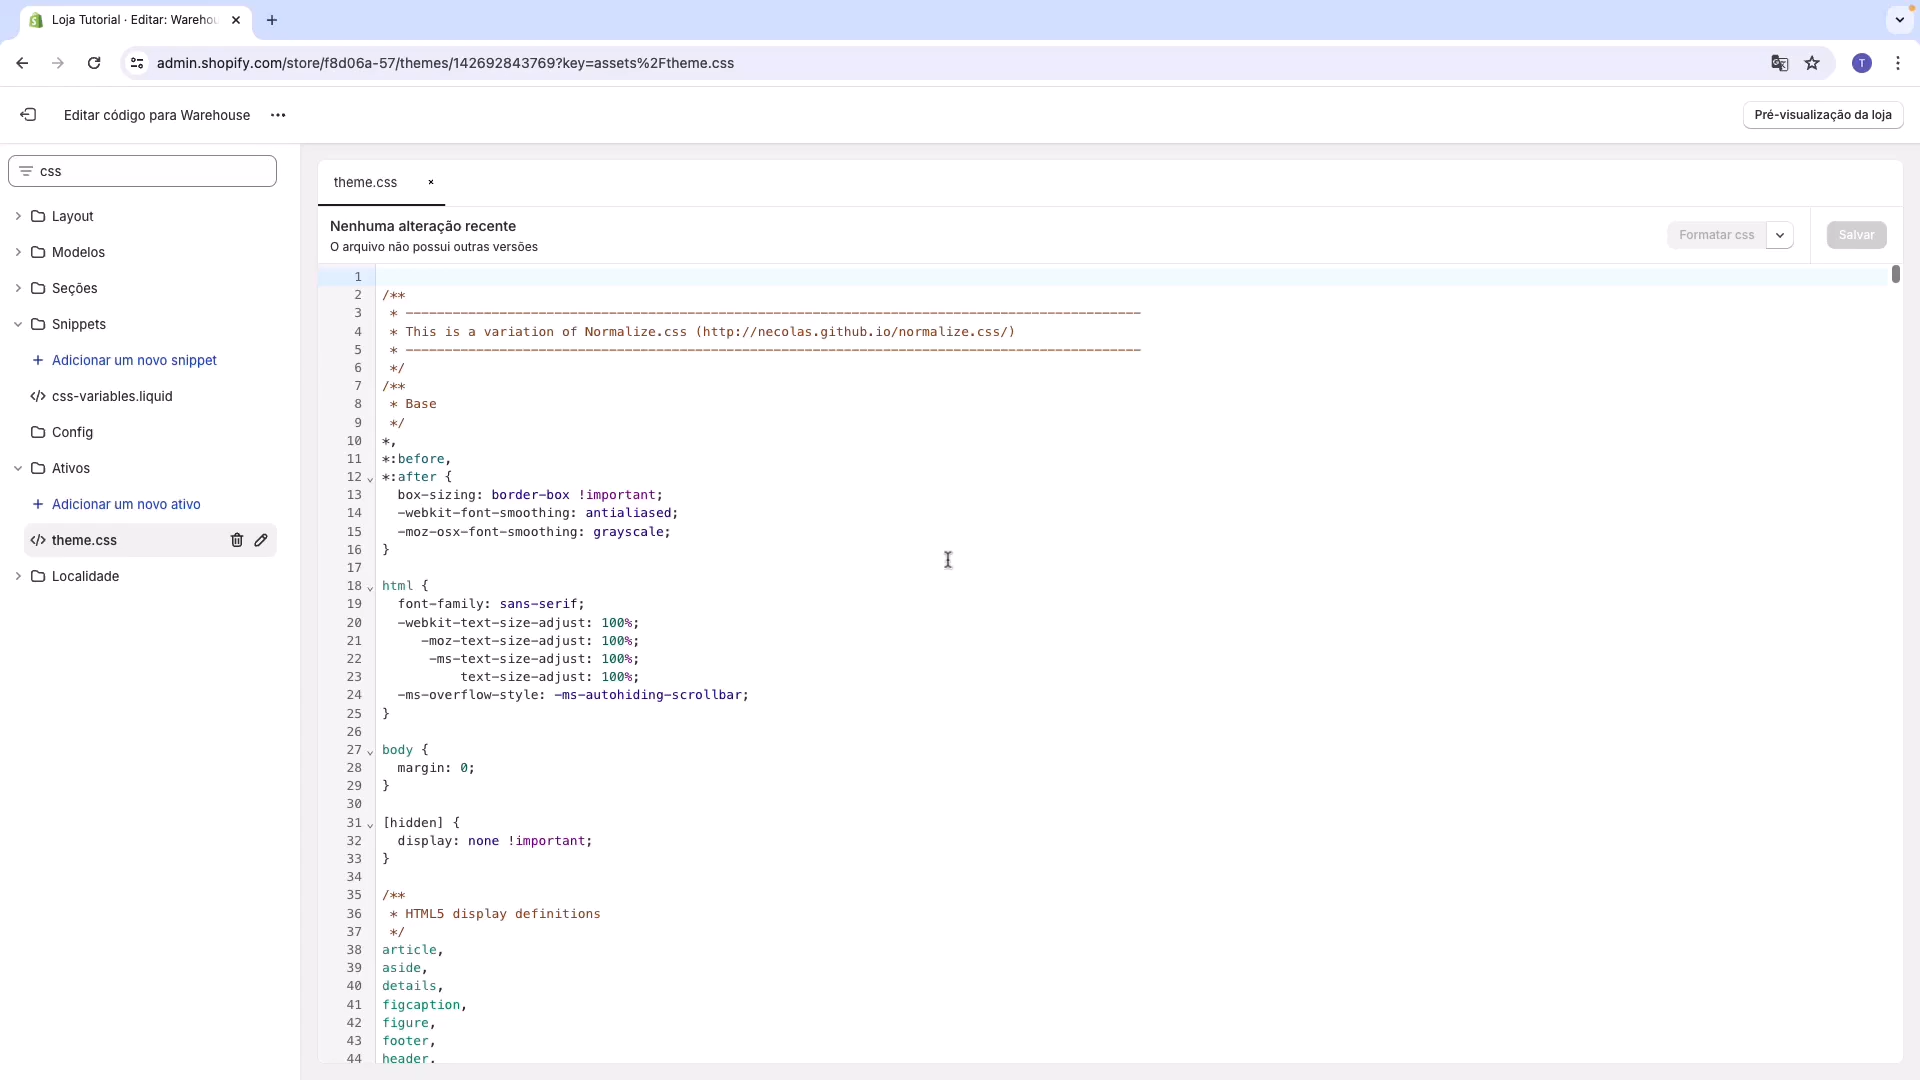 Loja Tutorial · Editar: Wareho
admin.shopify.com/store/f8d06a-57/themes/142692843769?key=assets%2Ftheme.css
T
Editar código para Warehouse
Pré-visualização da loja
css
Layout
Modelos
Seções
Snippets
Adicionar um novo snippet
css-variables.liquid
Config
Ativos
Adicionar um novo ativo
theme.css
Localidade
theme.css
Nenhuma alteração recente
O arquivo não possui outras versões
Formatar css
Salvar
1
2 /**
3  * ----------------------------------------------------------------------------------------------
4  * This is a variation of Normalize.css (http://necolas.github.io/normalize.css/)
5  * ----------------------------------------------------------------------------------------------
6  */
7 /**
8  * Base
9  */
10 *,
11 *:before,
12 *:after {
13   box-sizing: border-box !important;
14   -webkit-font-smoothing: antialiased;
15   -moz-osx-font-smoothing: grayscale;
16 }
17
18 html {
19   font-family: sans-serif;
20   -webkit-text-size-adjust: 100%;
21      -moz-text-size-adjust: 100%;
22       -ms-text-size-adjust: 100%;
23           text-size-adjust: 100%;
24   -ms-overflow-style: -ms-autohiding-scrollbar;
25 }
26
27 body {
28   margin: 0;
29 }
30
31 [hidden] {
32   display: none !important;
33 }
34
35 /**
36  * HTML5 display definitions
37  */
38 article,
39 aside,
40 details,
41 figcaption,
42 figure,
43 footer,
44 header,